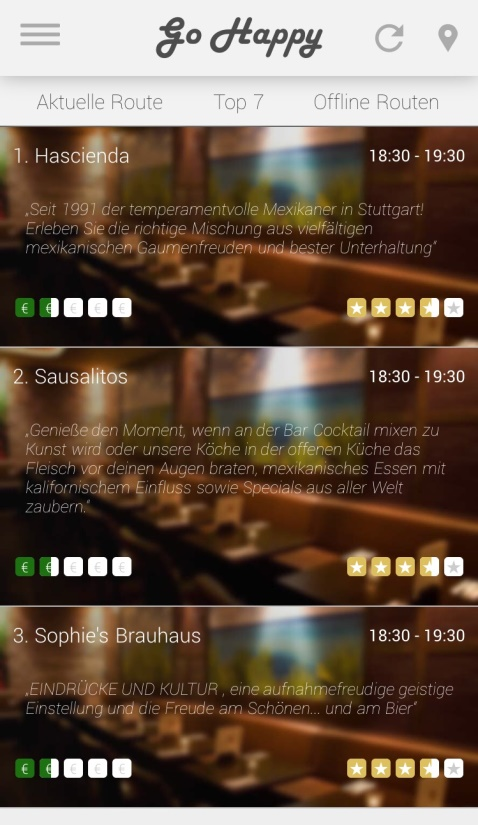 Go Happy
Aktuelle Route Top 7 Offline Routen
1. Hascienda 18:30 - 19:30
„Seit 1991 der temperamentvolle Mexikaner in Stuttgart!
Erleben Sie die richtige Mischung aus vielfältigen
mexikanischen Gaumenfreuden und bester Unterhaltung“
€ € € € €
2. Sausalitos 18:30 - 19:30
„Genieße den Moment, wenn an der Bar Cocktail mixen zu
Kunst wird oder unsere Köche in der offenen Küche das
Fleisch vor deinen Augen braten, mexikanisches Essen mit
kalifornischem Einfluss sowie Specials aus aller Welt
zaubern.“
€ € € € €
3. Sophie's Brauhaus 18:30 - 19:30
„EINDRÜCKE UND KULTUR , eine aufnahmefreudige geistige
Einstellung und die Freude am Schönen... und am Bier“
€ € € € €